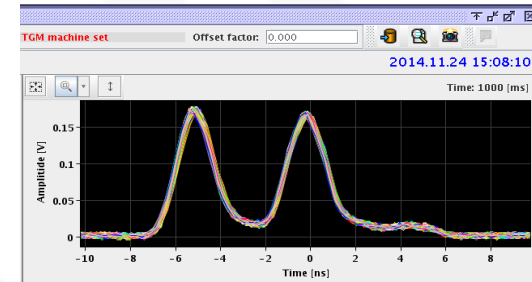 TGM machine set Offset factor: 0.000
2014.11.24 15:08:10
Time: 1000 [ms]
Amplitide [V]
0.15
0.1
0.05
0
-10 -8 -6 -4 -2 0 2 4 6 8
Time [ns]